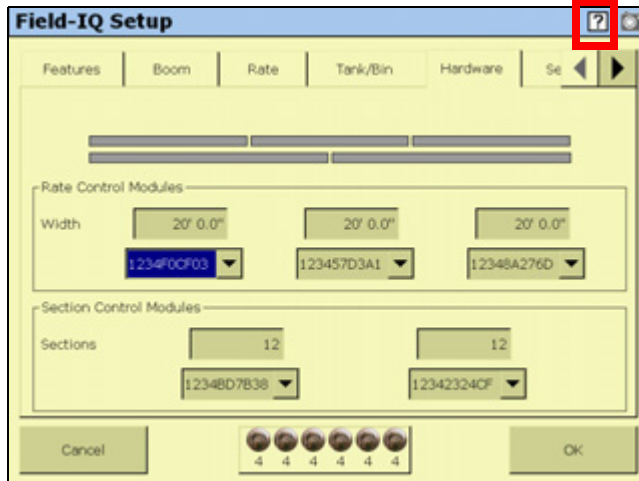 Field-IQ Setup ?
Features Boom Rate Tank/Bin Hardware Se
Rate Control Modules
Width 20' 0.0" 20' 0.0" 20' 0.0"
1234F0CF03 123457D3A1 12348A276D
Section Control Modules
Sections 12 12
1234BD7B38 12342324CF
4 4 4 4 4 4
Cancel OK